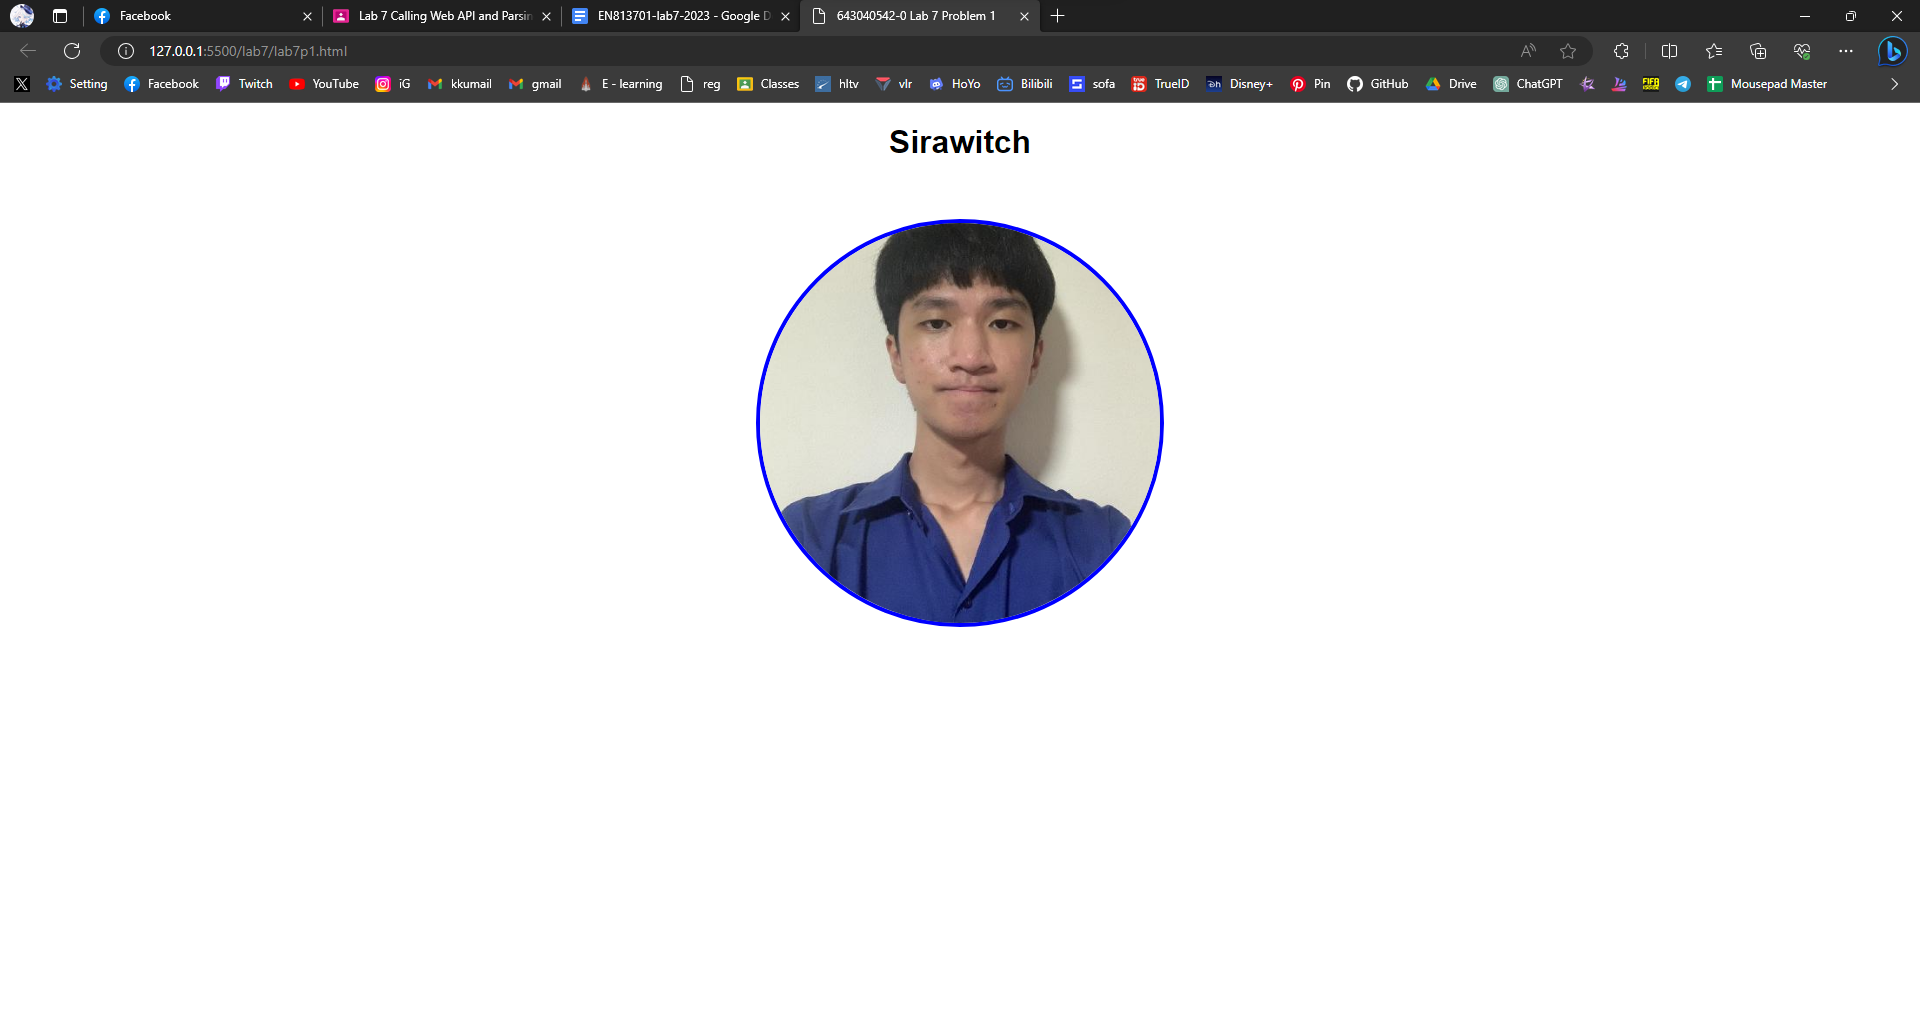 Facebook
Lab 7 Calling Web API and Parsin
EN813701-lab7-2023 - Google D
643040542-0 Lab 7 Problem 1
127.0.0.1:5500/lab7/lab7p1.html
Setting Facebook Twitch YouTube iG kkumail gmail E - learning reg Classes hltv vlr HoYo Bilibili sofa TrueID Disney+ Pin GitHub Drive ChatGPT Mousepad Master
Sirawitch